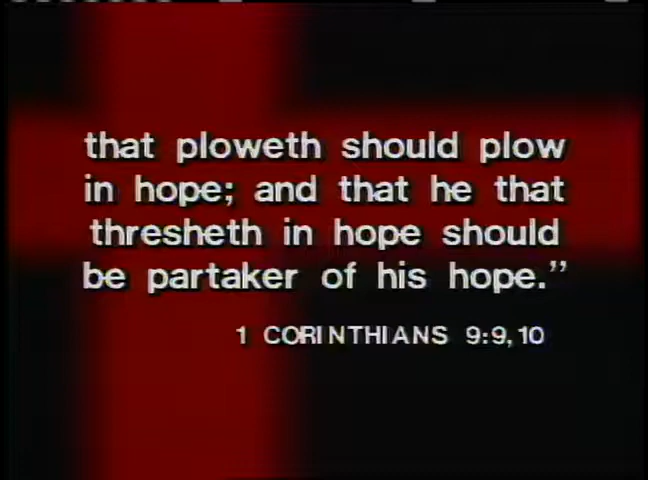 that ploweth should plow
in hope; and that he that
thresheth in hope should
be partaker of his hope.”
1 CORINTHIANS 9:9,10